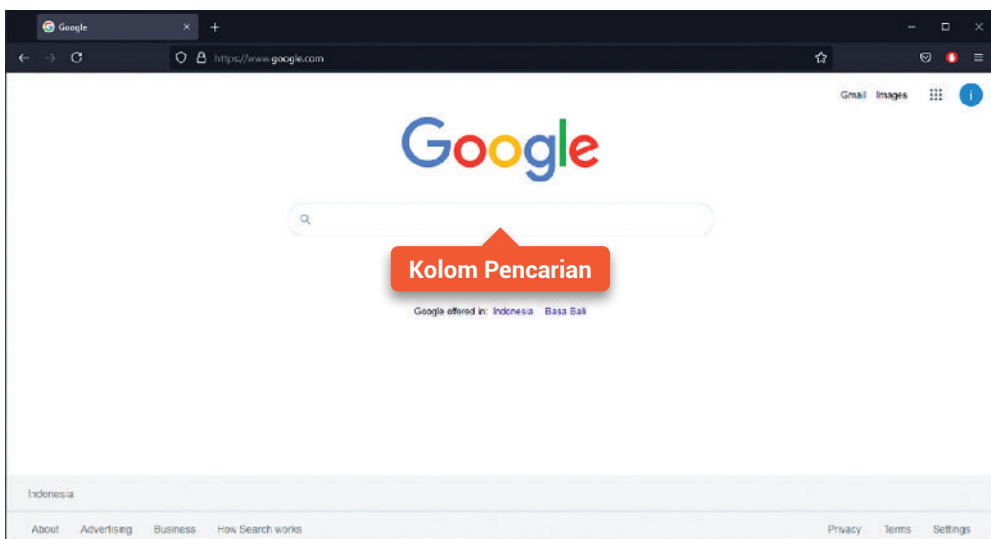 Google
https://www.google.com
Gmail Images
i
Google
Kolom Pencarian
Google offered in: Indonesia Basa Bali
Indonesia
About Advertising Business How Search works
Privacy Terms Settings